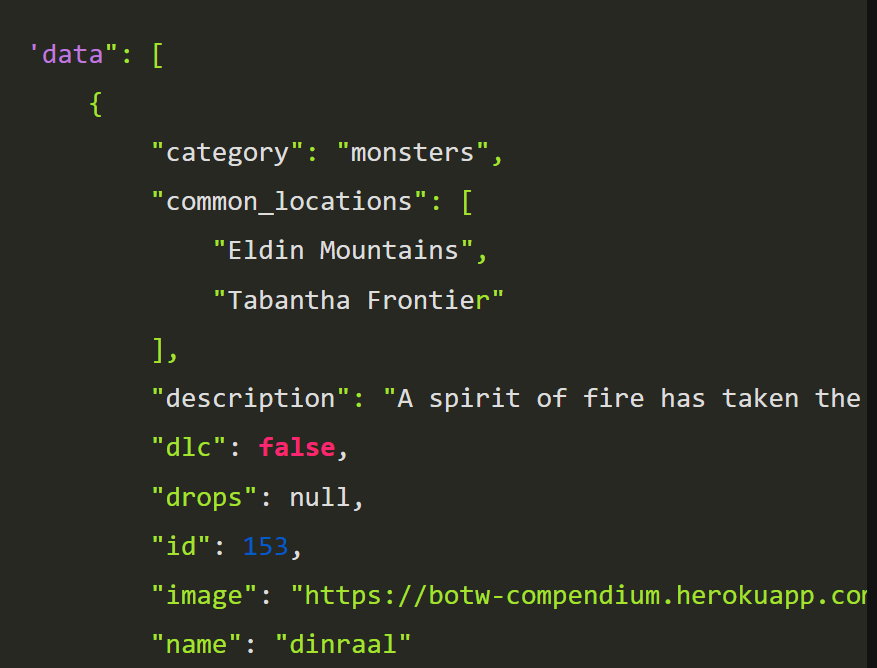 'data": [
{
"category": "monsters",
"common_locations": [
"Eldin Mountains",
"Tabantha Frontier"
],
"description": "A spirit of fire has taken the
"dlc": false,
"drops": null,
"id": 153,
"image": "https://botw-compendium.herokuapp.con
"name": "dinraal"